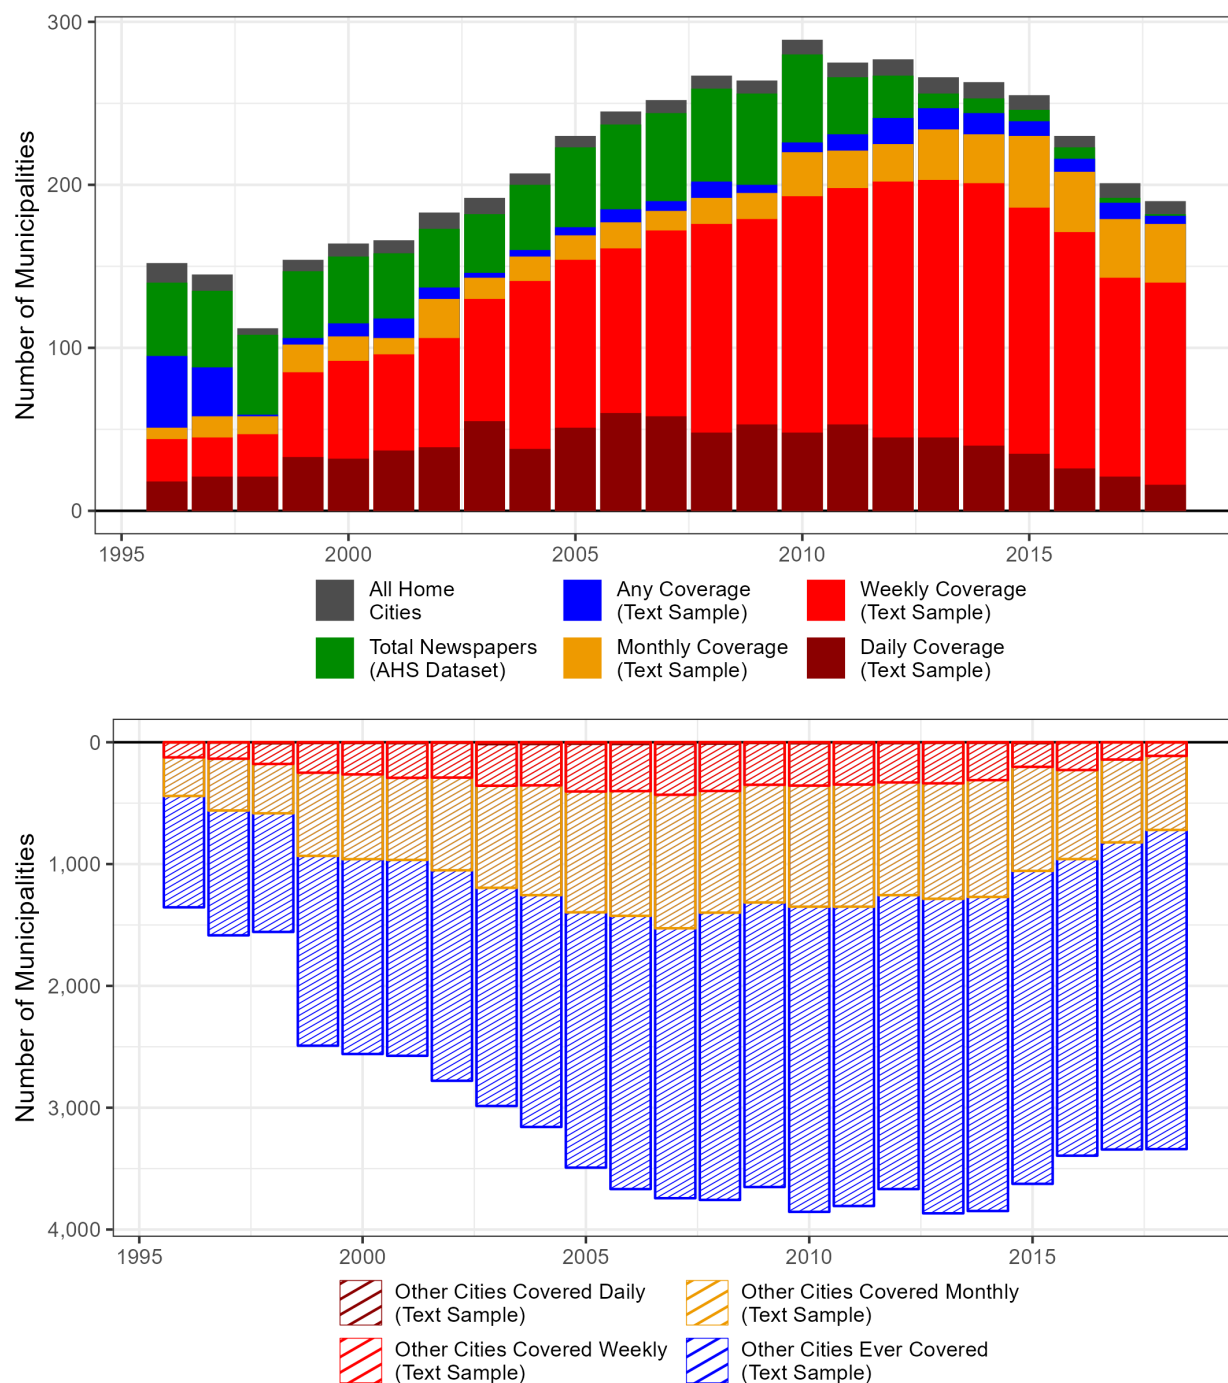 300
200
100
0
Number of Municipalities
1995
2000
2005
2010
2015
All Home
Cities
Any Coverage
(Text Sample)
Weekly Coverage
(Text Sample)
Total Newspapers
(AHS Dataset)
Monthly Coverage
(Text Sample)
Daily Coverage
(Text Sample)
0
1,000
2,000
3,000
4,000
Number of Municipalities
1995
2000
2005
2010
2015
Other Cities Covered Daily
(Text Sample)
Other Cities Covered Monthly
(Text Sample)
Other Cities Covered Weekly
(Text Sample)
Other Cities Ever Covered
(Text Sample)